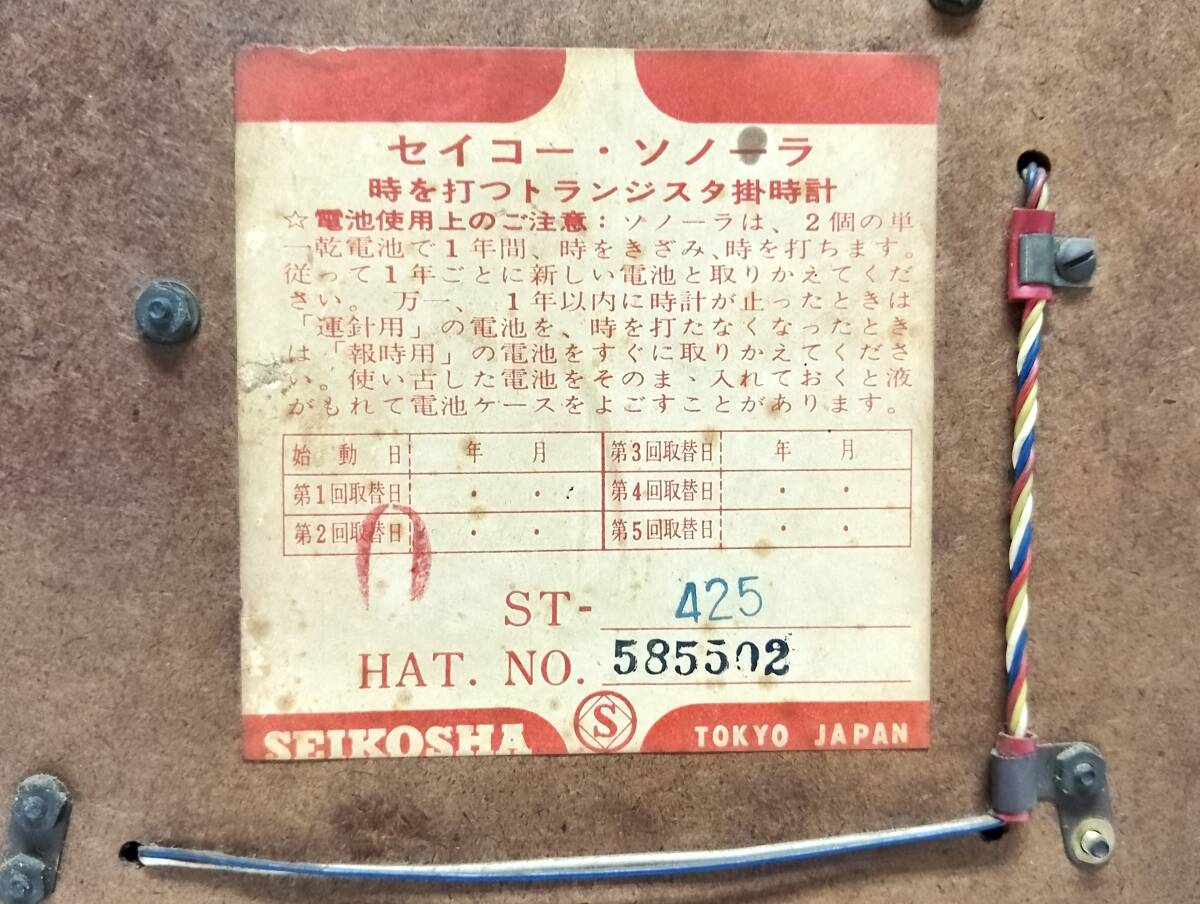 セイコー・ソノーラ
時を打つトランジスタ掛時計
☆電池使用上のご注意：ソノーラは、2個の単
一乾電池で1年間、時をきざみ、時を打ちます。
従って1年ごとに新しい電池と取りかえてくだ
さい。万一、1年以内に時計が止ったときは
「運針用」の電池を、時を打たなくなったとき
は「報時用」の電池をすぐに取りかえてくださ
い。使い古した電池をそのまゝ入れておくと液
がもれて電池ケースをよごすことがあります。
始動日 年 月 第3回取替日 年 月
第1回取替日 ・ ・ 第4回取替日 ・ ・
第2回取替日 ・ ・ 第5回取替日 ・ ・
ST- 425
HAT. NO. 585502
S
SEIKOSHA TOKYO JAPAN